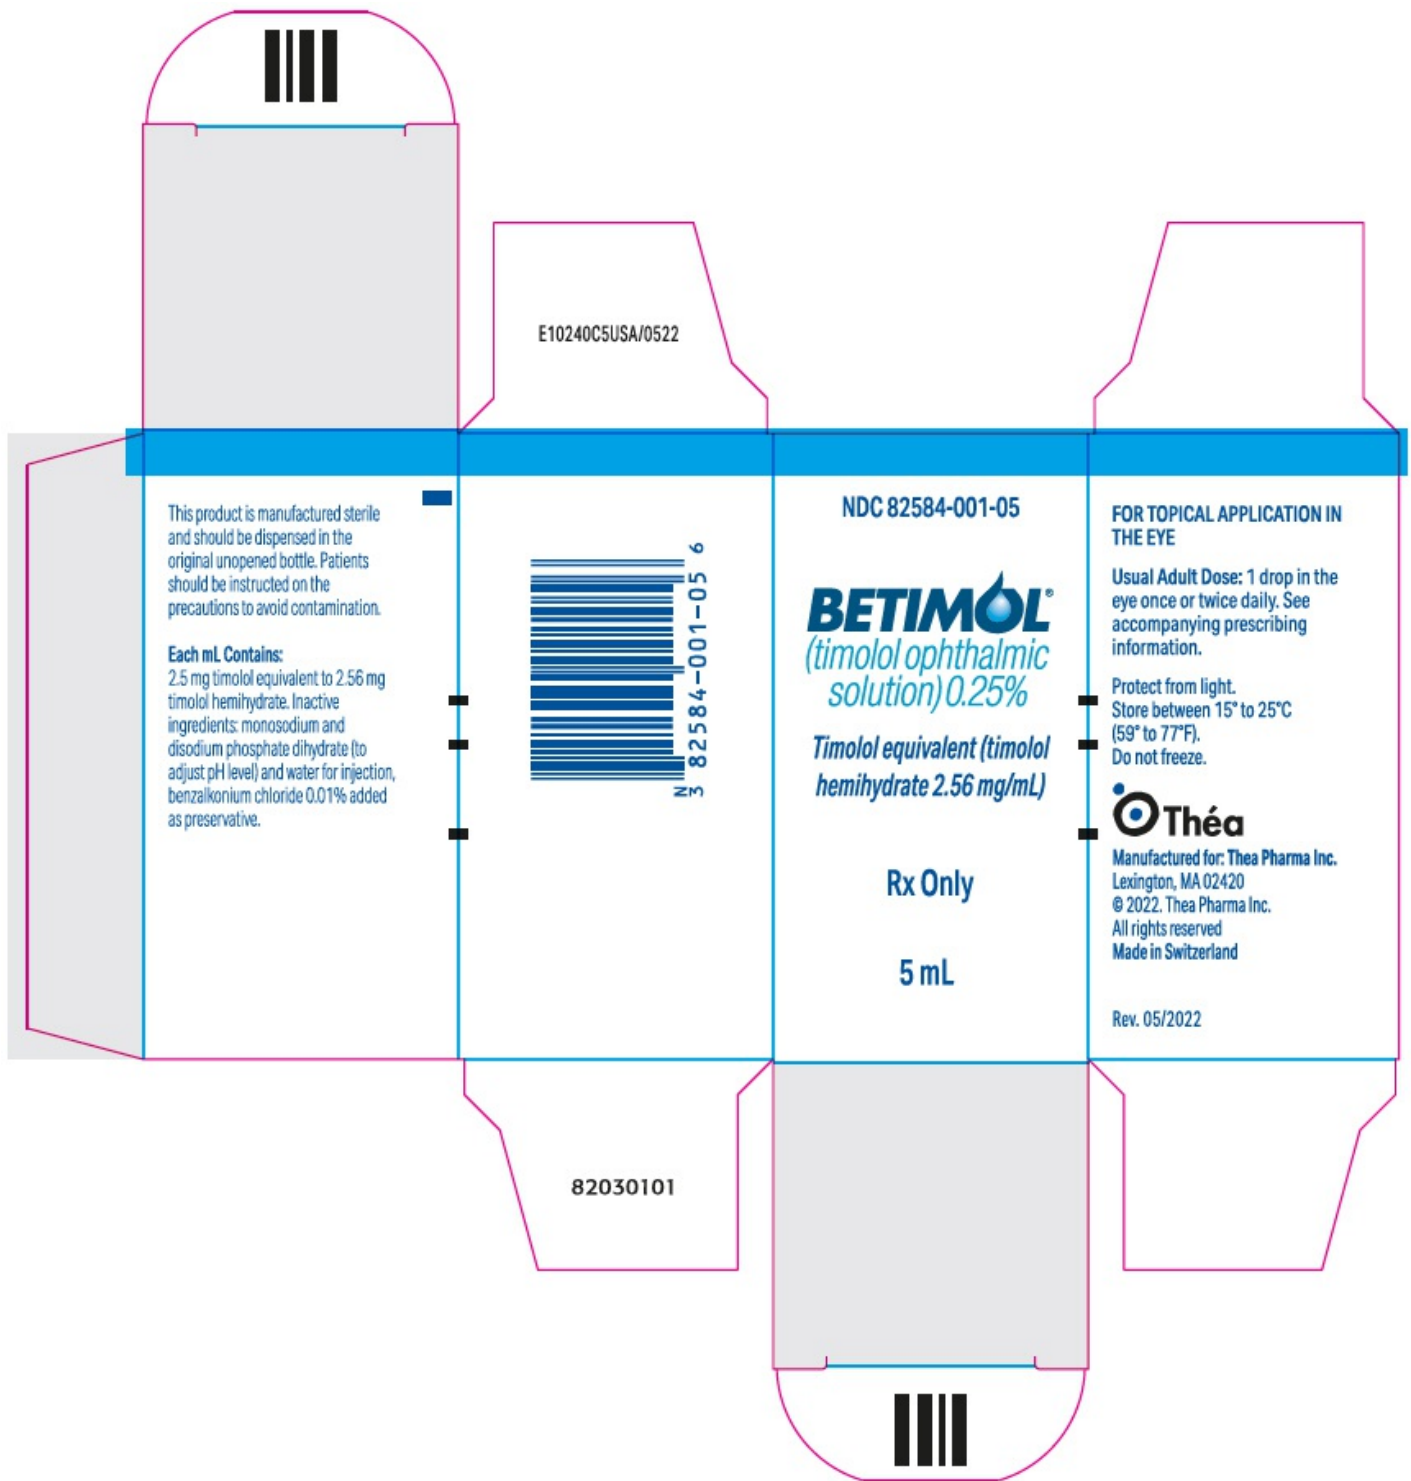 E10240C5USA/0522
This product is manufactured sterile
and should be dispensed in the
original unopened bottle. Patients
should be instructed on the
precautions to avoid contamination.
Each mL Contains:
2.5 mg timolol equivalent to 2.56 mg
timolol hemihydrate. Inactive
ingredients: monosodium and
disodium phosphate dihydrate (to
adjust pH level) and water for injection,
benzalkonium chloride 0.01% added
as preservative.
N
3 82584-001-05 6
NDC 82584-001-05
BETIMOL®
(timolol ophthalmic
solution) 0.25%
Timolol equivalent (timolol
hemihydrate 2.56 mg/mL)
Rx Only
5 mL
FOR TOPICAL APPLICATION IN
THE EYE
Usual Adult Dose: 1 drop in the
eye once or twice daily. See
accompanying prescribing
information.
Protect from light.
Store between 15° to 25°C
(59° to 77°F).
Do not freeze.
Théa
Manufactured for: Thea Pharma Inc.
Lexington, MA 02420
© 2022. Thea Pharma Inc.
All rights reserved
Made in Switzerland
Rev. 05/2022
82030101